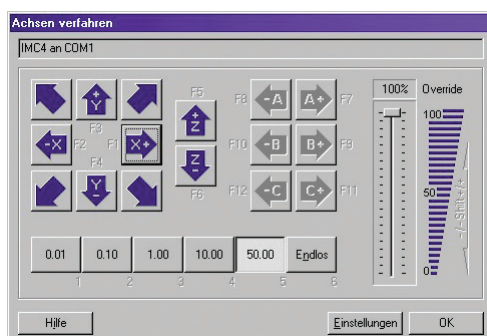 Achsen verfahren
IMC4 an COM1
+Y F5 F8 -A A+ F7 100% Override
F3 +Z 100
-X F2 F1 X+ F10 -B B+ F9
F4 Z- 50
Y- F6 F12 -C C+ F11 +/- Shift +/+
0.01 0.10 1.00 10.00 50.00 Endlos 0
1 2 3 4 5 6
Hilfe Einstellungen OK